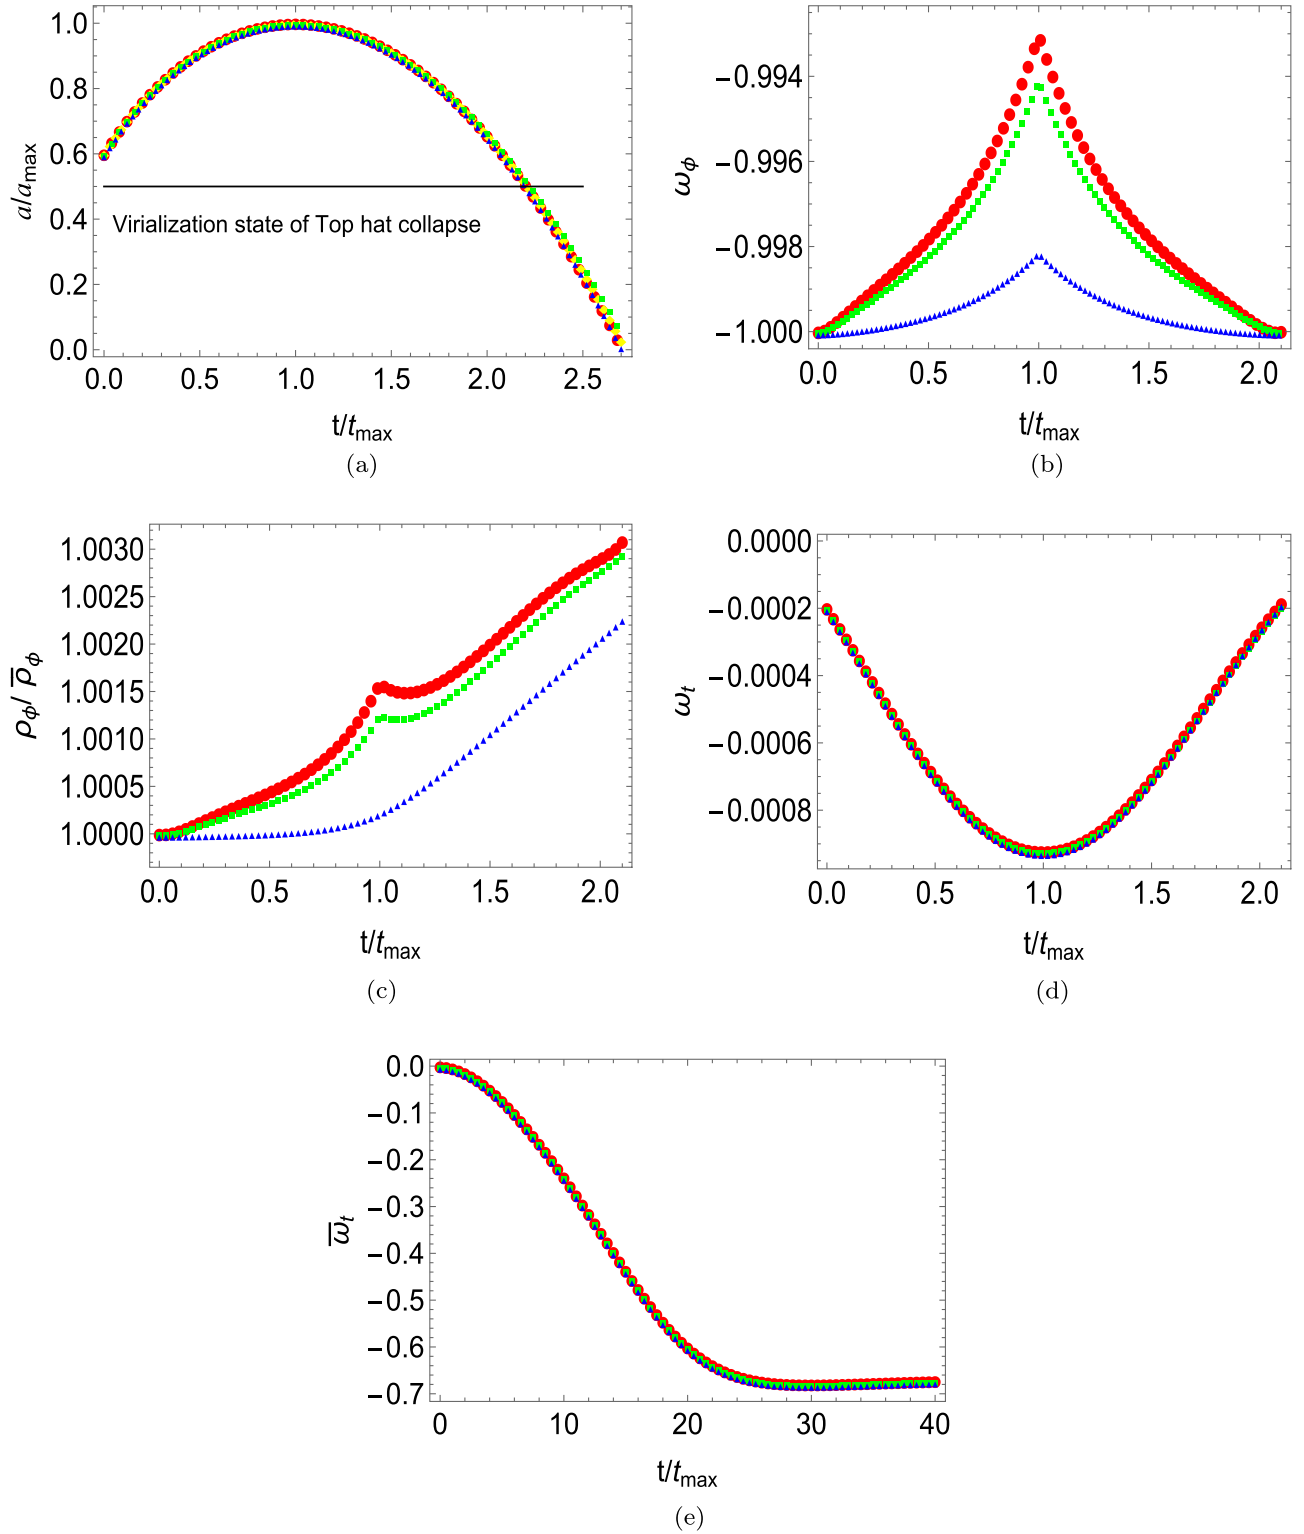 1.0
0.8
0.6
0.4
0.2
0.0
a/a_max
Virialization state of Top hat collapse
0.0 0.5 1.0 1.5 2.0 2.5
t/t_max
(a)
−0.994
−0.996
−0.998
−1.000
ω_ϕ
0.0 0.5 1.0 1.5 2.0
t/t_max
(b)
1.0030
1.0025
1.0020
1.0015
1.0010
1.0005
1.0000
ρ_ϕ/ρ̅_ϕ
0.0 0.5 1.0 1.5 2.0
t/t_max
(c)
0.0000
−0.0002
−0.0004
−0.0006
−0.0008
ω_t
0.0 0.5 1.0 1.5 2.0
t/t_max
(d)
0.0
−0.1
−0.2
−0.3
−0.4
−0.5
−0.6
−0.7
ω̅_t
0 10 20 30 40
t/t_max
(e)